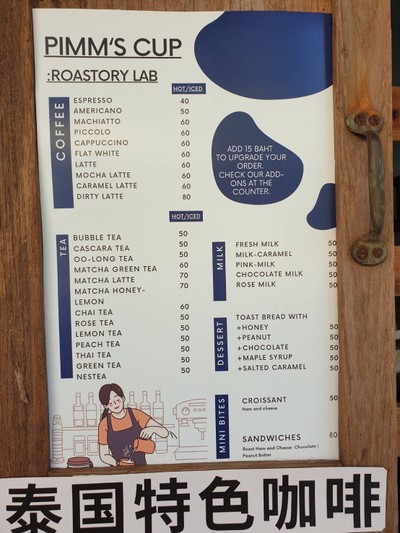 PIMM'S CUP
:ROASTORY LAB
HOT/ICED
COFFEE
ESPRESSO 40
AMERICANO 50
MACHIATTO 60
PICCOLO 60
CAPPUCCINO 60
FLAT WHITE 60
LATTE 60
MOCHA LATTE 60
CARAMEL LATTE 60
DIRTY LATTE 80
ADD 15 BAHT
TO UPGRADE YOUR
ORDER.
CHECK OUR ADD-
ONS AT THE
COUNTER.
HOT/ICED
TEA
BUBBLE TEA 50
CASCARA TEA 50
OO-LONG TEA 50
MATCHA GREEN TEA 60
MATCHA LATTE 70
MATCHA HONEY- 70
LEMON
CHAI TEA 60
ROSE TEA 50
LEMON TEA 50
PEACH TEA 50
THAI TEA 50
GREEN TEA 50
NESTEA 50
MILK
FRESH MILK 50
MILK-CARAMEL 50
PINK-MILK 50
CHOCOLATE MILK 50
ROSE MILK 50
DESSERT
TOAST BREAD WITH
+HONEY 50
+PEANUT 50
+CHOCOLATE 50
+MAPLE SYRUP 50
+SALTED CARAMEL 50
MINI BITES
CROISSANT 50
Ham and cheese
SANDWICHES 80
Roast Ham and Cheese Chocolate |
Peanut Butter
泰国特色咖啡